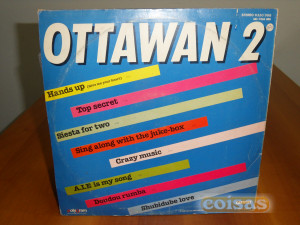 OTTAWAN 2
Hands up (Give me your heart)
Top secret
Siesta for two
Sing along with the juke-box
Crazy music
A.I.E is my song
Doudou rumba
Shubidube love
coisas